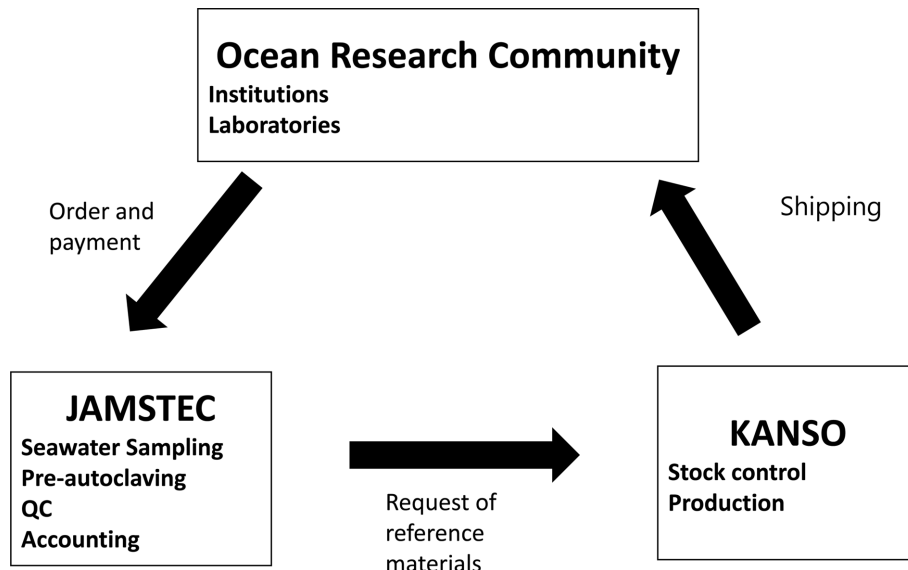 Ocean Research Community
Institutions
Laboratories
Order and
payment
Shipping
JAMSTEC
Seawater Sampling
Pre-autoclaving
QC
Accounting
Request of
reference
materials
KANSO
Stock control
Production